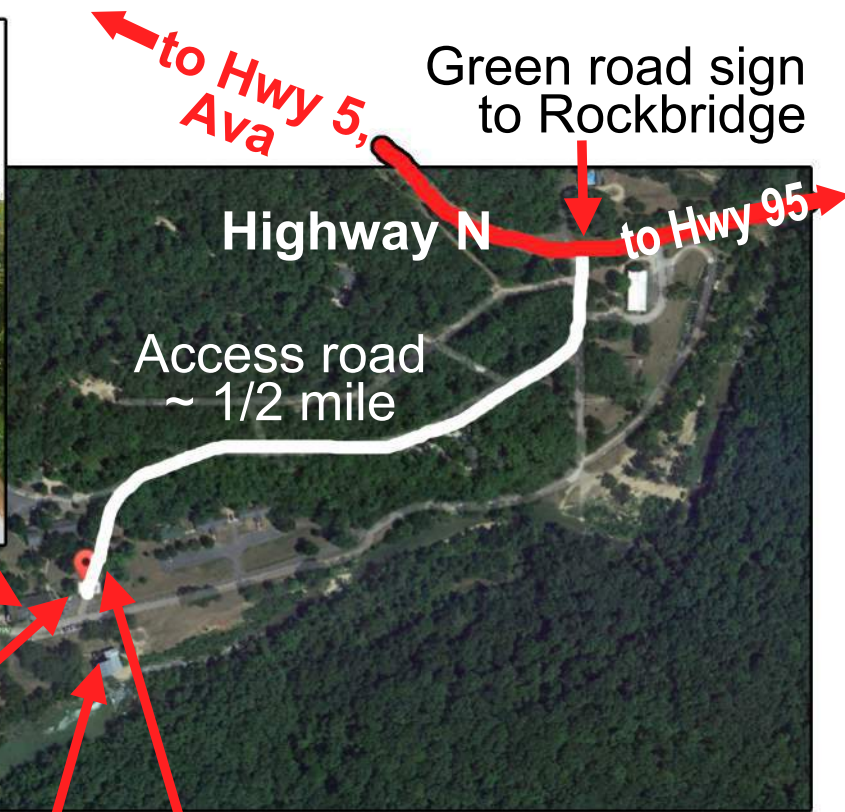 to Hwy 5,
Ava
Green road sign
to Rockbridge
Highway N
to Hwy 95
Access road
~ 1/2 mile